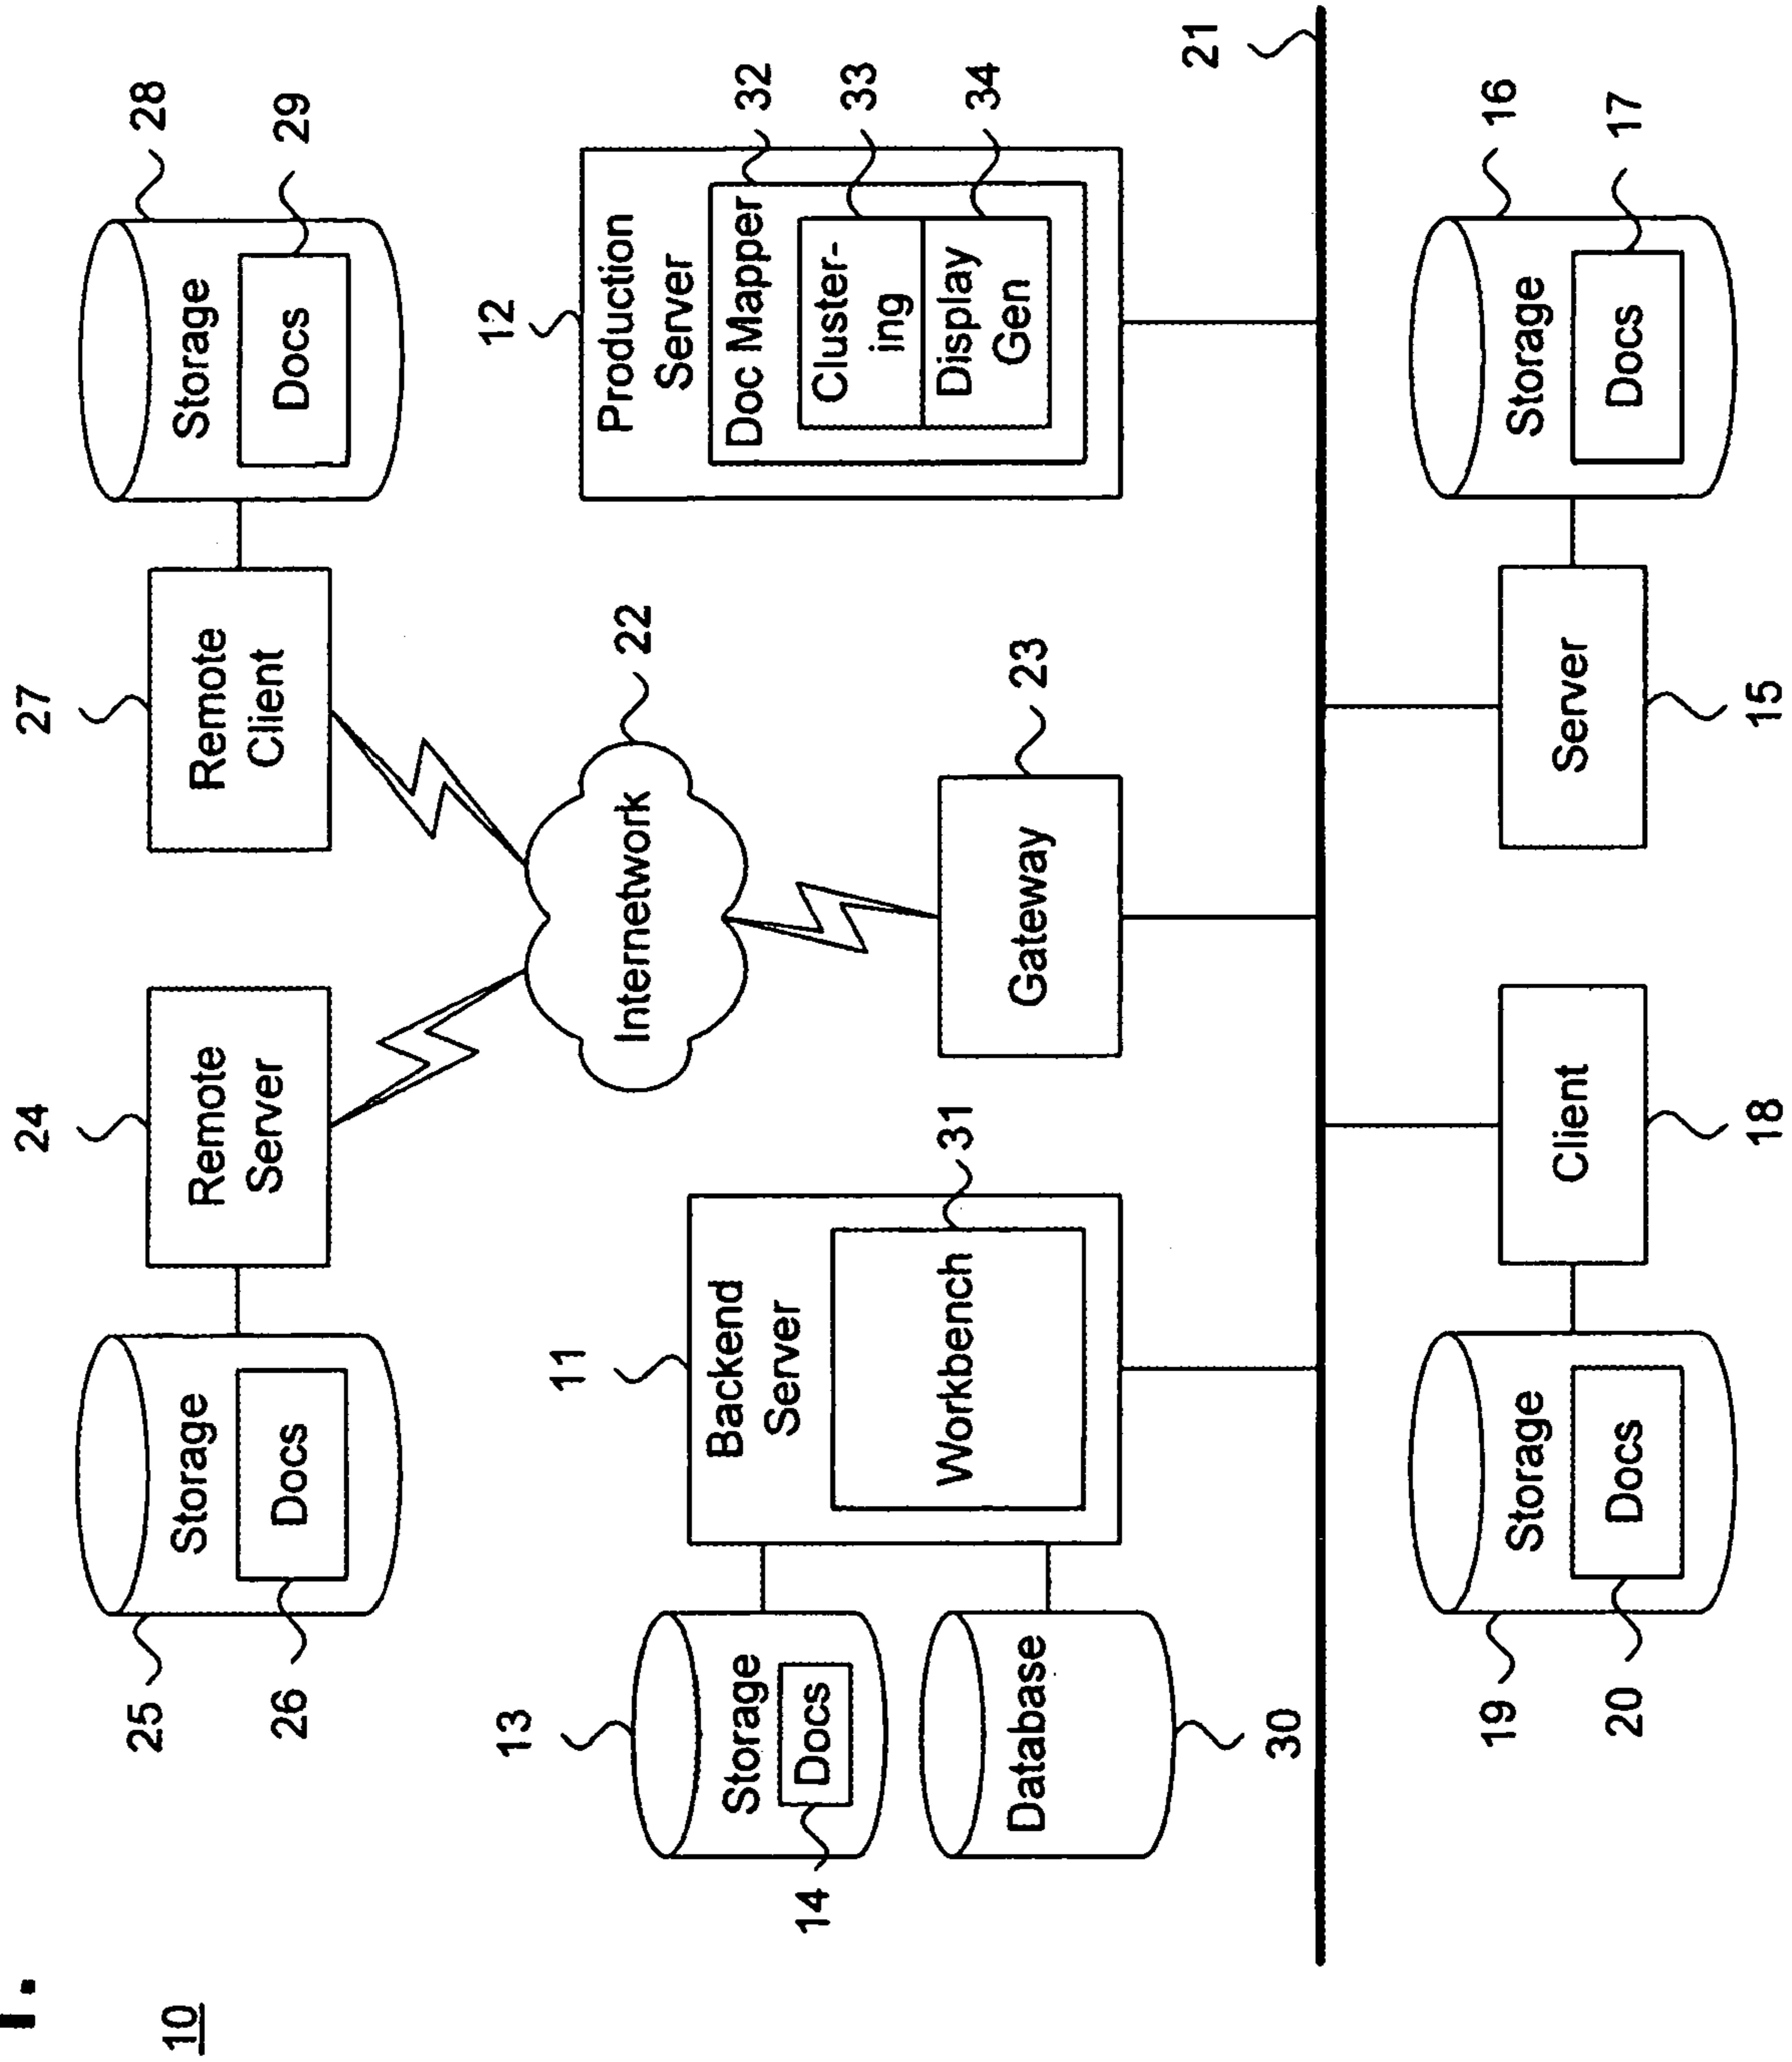 1.
10
24
27
25
Storage
Docs
26
Remote
Server
Remote
Client
Storage
Docs
28
29
Internetwork
22
13
Storage
Docs
14
Database
30
11
Backend
Server
Workbench
31
Gateway
23
12
Production
Server
Doc Mapper
Cluster-
ing
Display
Gen
32
33
34
21
19
Storage
Docs
20
Client
18
Server
15
Storage
Docs
16
17